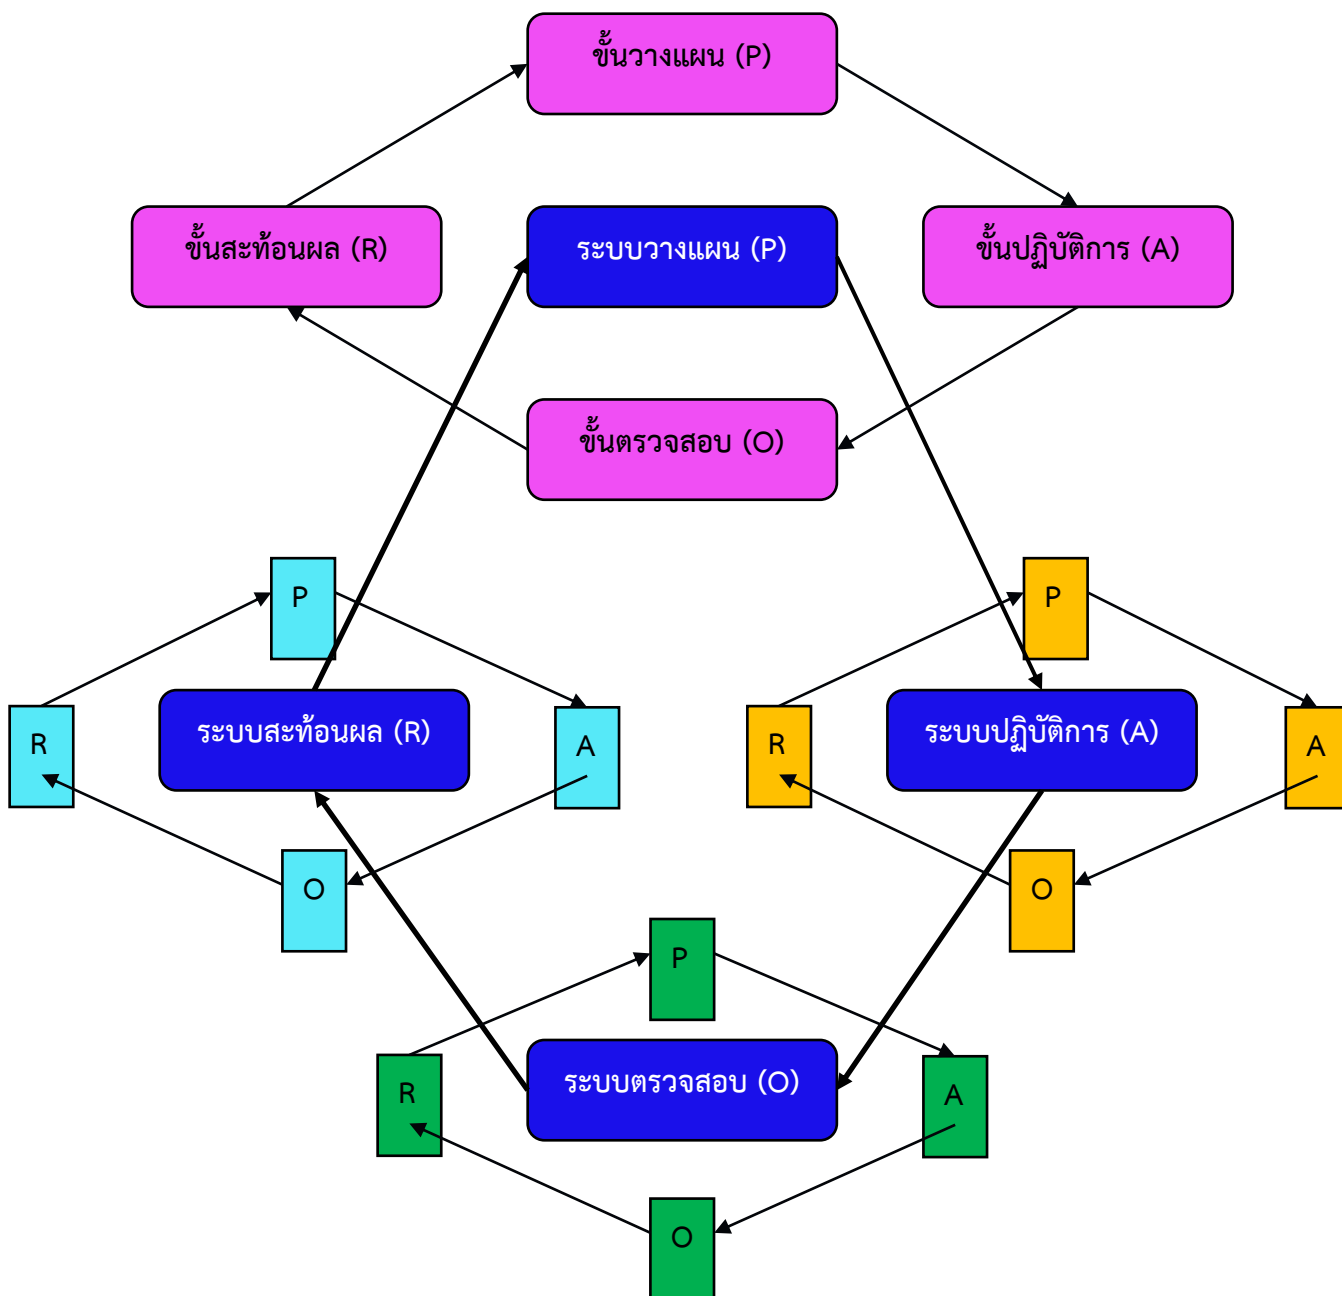 ขั้นวางแผน (P)
ขั้นสะท้อนผล (R)
ระบบวางแผน (P)
ขั้นปฏิบัติการ (A)
ขั้นตรวจสอบ (O)
P
P
R
ระบบสะท้อนผล (R)
A
R
ระบบปฏิบัติการ (A)
A
O
O
P
R
ระบบตรวจสอบ (O)
A
O